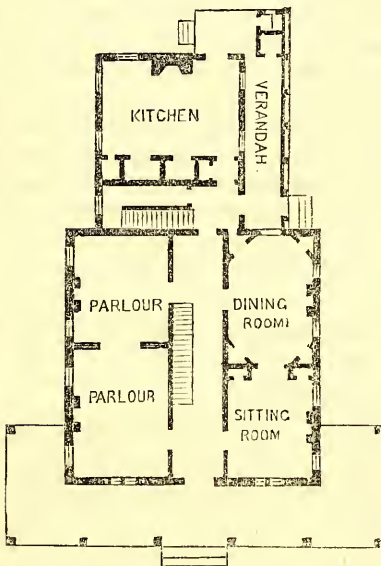 KITCHEN
VERANDAH.
PARLOUR
DINING
ROOM
PARLOUR
SITTING
ROOM